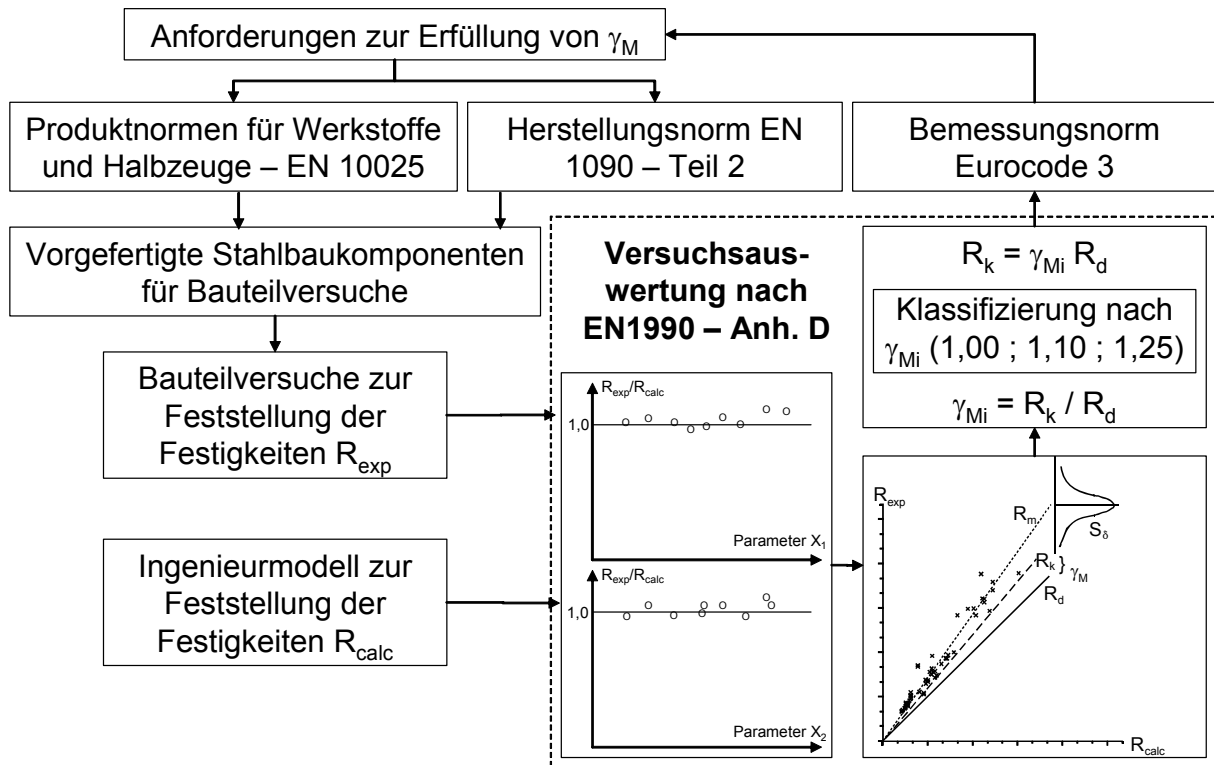 Anforderungen zur Erfüllung von γM
Produktnormen für Werkstoffe
und Halbzeuge – EN 10025
Herstellungsnorm EN
1090 – Teil 2
Bemessungsnorm
Eurocode 3
Vorgefertigte Stahlbaukomponenten
für Bauteilversuche
Versuchsaus-
wertung nach
EN1990 – Anh. D
Rk = γMi Rd
Klassifizierung nach
γMi (1,00 ; 1,10 ; 1,25)
γMi = Rk / Rd
Bauteilversuche zur
Feststellung der
Festigkeiten Rexp
Ingenieurmodell zur
Feststellung der
Festigkeiten Rcalc
Rexp/Rcalc
1,0
Parameter X1
Rexp/Rcalc
1,0
Parameter X2
Rexp
Rm
Sδ
Rk } γM
Rd
Rcalc